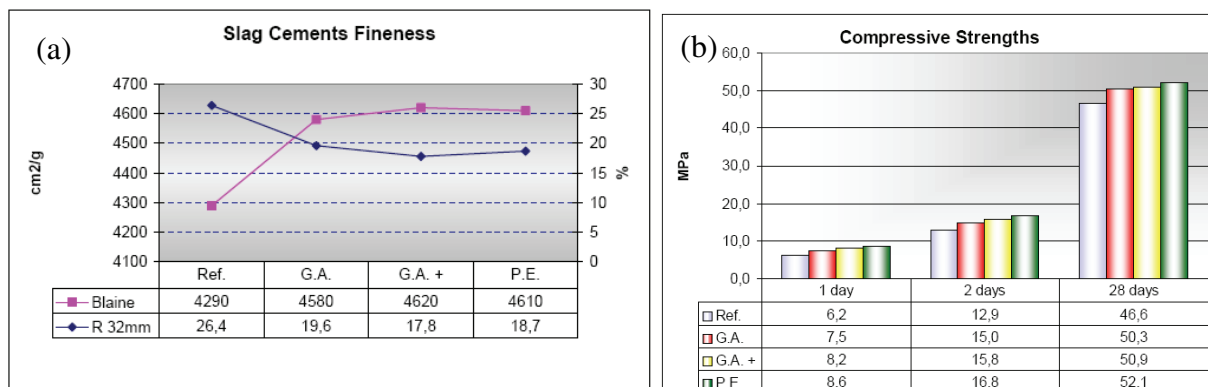 (a)
Slag Cements Fineness
4700
4600
4500
4400
4300
4200
4100
cm2/g
30
25
20
15
10
5
0
%
Ref. G.A. G.A. + P.E.
Blaine 4290 4580 4620 4610
R 32mm 26,4 19,6 17,8 18,7
(b)
Compressive Strengths
60,0
50,0
40,0
30,0
20,0
10,0
0,0
MPa
1 day 2 days 28 days
Ref. 6,2 12,9 46,6
G.A. 7,5 15,0 50,3
G.A. + 8,2 15,8 50,9
P.E. 8,6 16,8 52,1